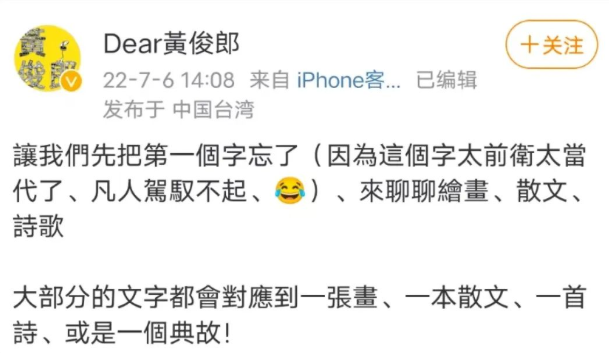 Dear黃俊郎
+关注
22-7-6 14:08 来自 iPhone客... 已编辑
发布于 中国台湾
讓我們先把第一個字忘了（因為這個字太前衛太當
代了、凡人駕馭不起、😂）、來聊聊繪畫、散文、
詩歌
大部分的文字都會對應到一張畫、一本散文、一首
詩、或是一個典故！